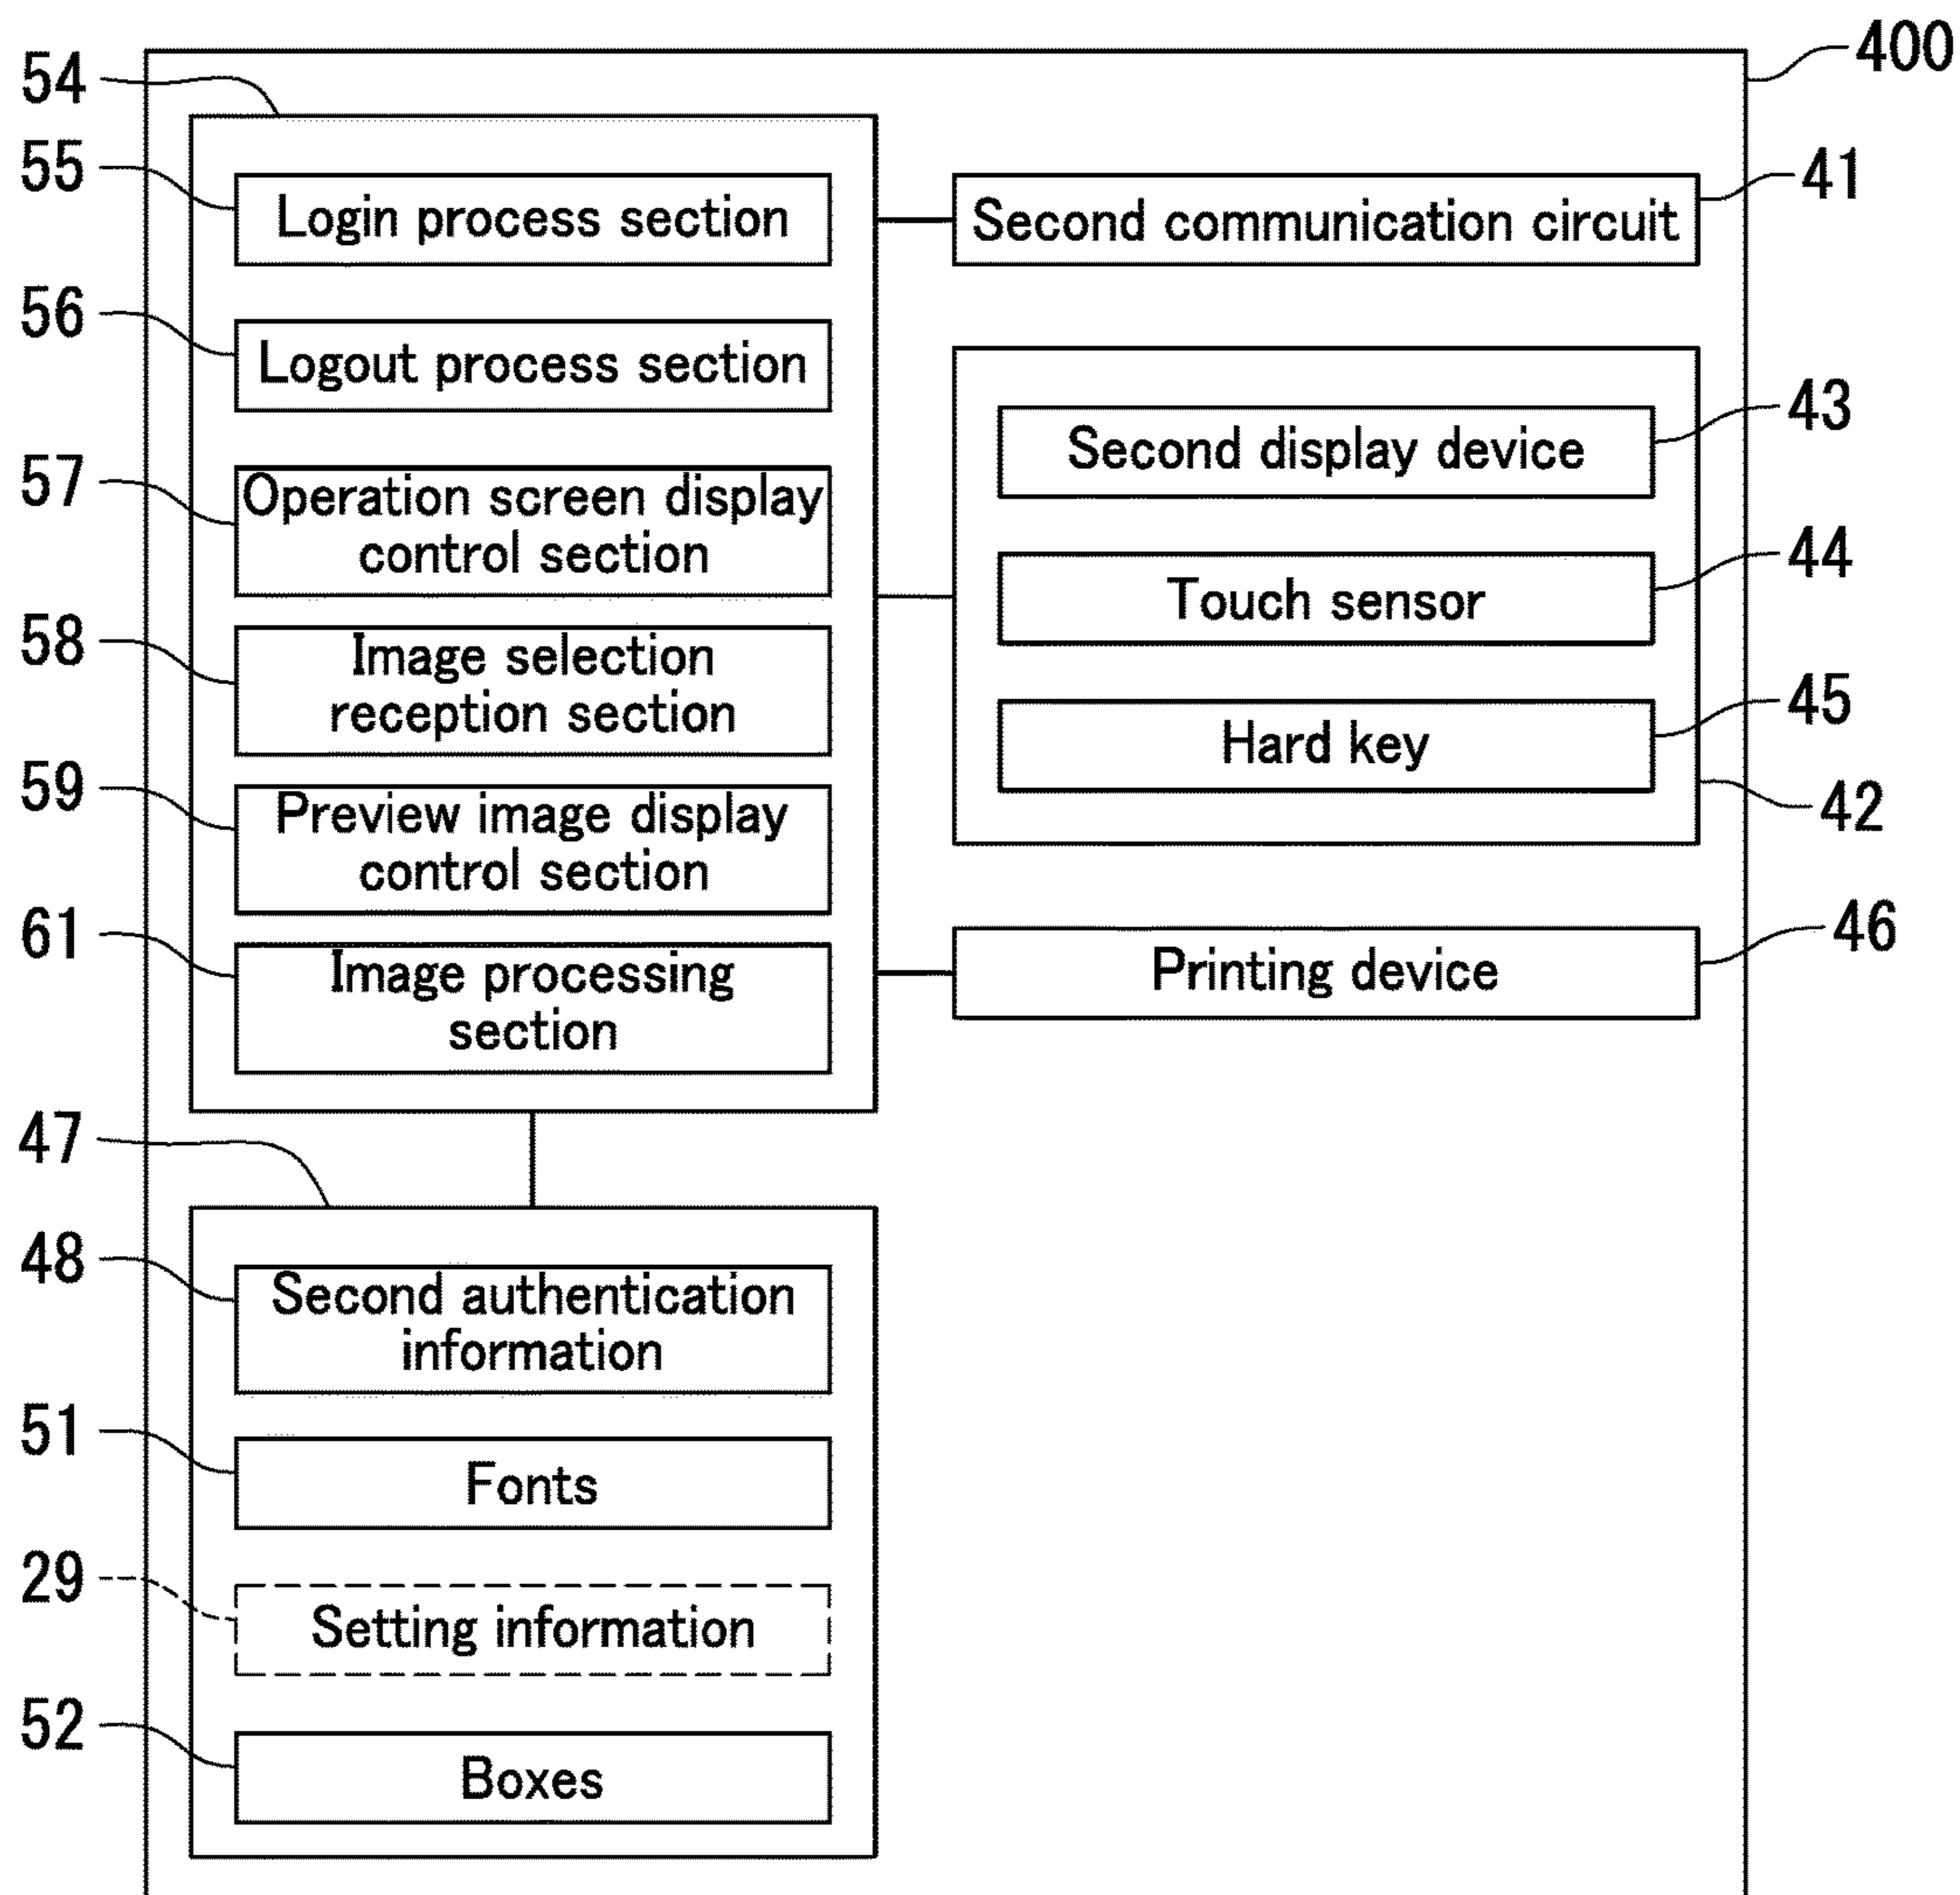 400
54
55
Login process section
41
Second communication circuit
56
Logout process section
43
Second display device
57
Operation screen display
control section
44
Touch sensor
58
Image selection
reception section
45
Hard key
59
Preview image display
control section
42
61
Image processing
section
46
Printing device
47
48
Second authentication
information
51
Fonts
29
Setting information
52
Boxes